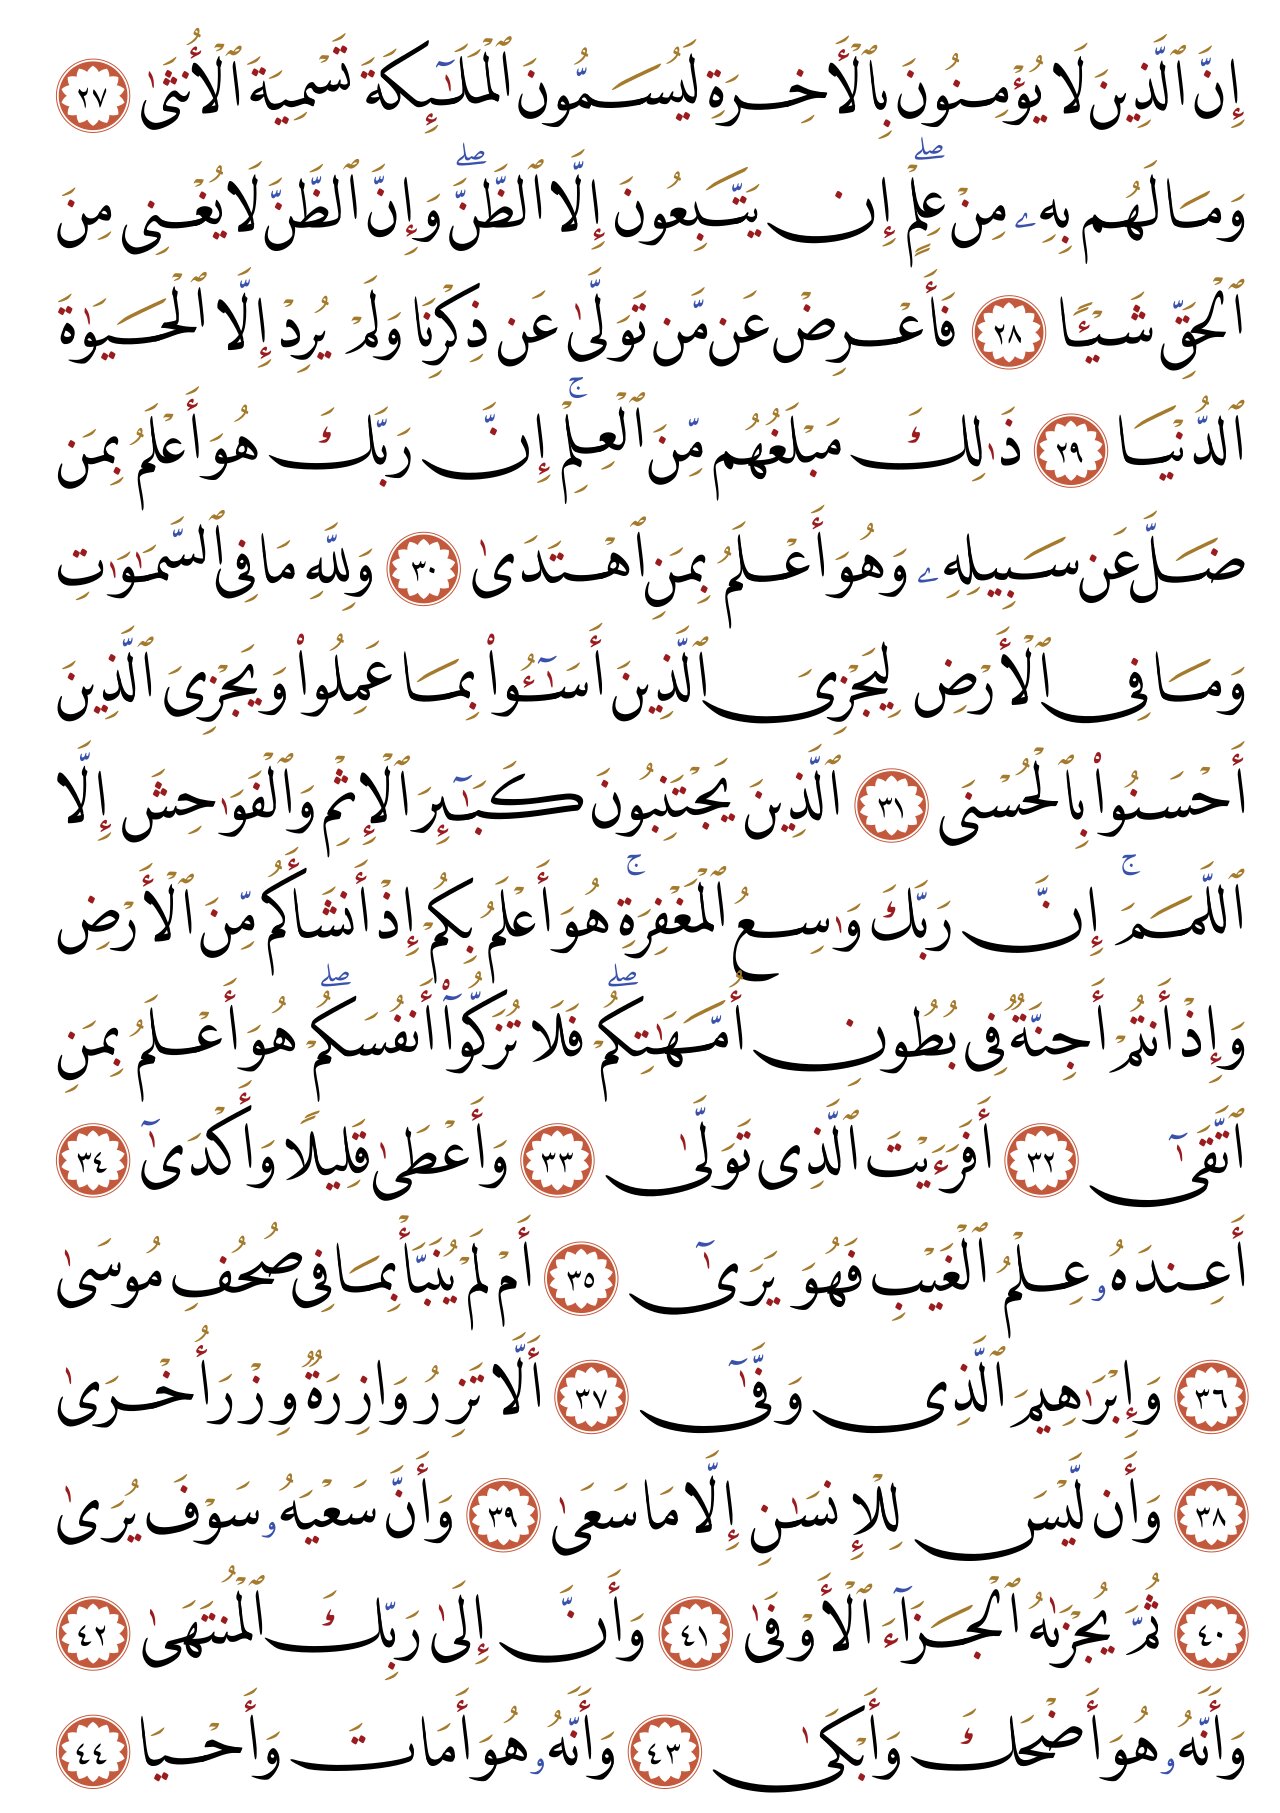 إِنَّ ٱلَّذِينَ لَا يُؤْمِنُونَ بِٱلْأَخِرَةِ لَيُسَمُّونَ ٱلْمَلَٰٓئِكَةَ تَسْمِيَةَ ٱلْأُنثَىٰ ٢٧
وَمَا لَهُم بِهِۦ مِنْ عِلْمٍ ۖ إِن يَتَّبِعُونَ إِلَّا ٱلظَّنَّ ۖ وَإِنَّ ٱلظَّنَّ لَا يُغْنِى مِنَ
ٱلْحَقِّ شَيْـًٔا ٢٨ فَأَعْرِضْ عَن مَّن تَوَلَّىٰ عَن ذِكْرِنَا وَلَمْ يُرِدْ إِلَّا ٱلْحَيَوٰةَ
ٱلدُّنْيَا ٢٩ ذَٰلِكَ مَبْلَغُهُم مِّنَ ٱلْعِلْمِ ۚ إِنَّ رَبَّكَ هُوَ أَعْلَمُ بِمَن
ضَلَّ عَن سَبِيلِهِۦ وَهُوَ أَعْلَمُ بِمَنِ ٱهْتَدَىٰ ٣٠ وَلِلَّهِ مَا فِى ٱلسَّمَٰوَٰتِ
وَمَا فِى ٱلْأَرْضِ لِيَجْزِىَ ٱلَّذِينَ أَسَٰٓـُٔوا۟ بِمَا عَمِلُوا۟ وَيَجْزِىَ ٱلَّذِينَ
أَحْسَنُوا۟ بِٱلْحُسْنَى ٣١ ٱلَّذِينَ يَجْتَنِبُونَ كَبَٰٓئِرَ ٱلْإِثْمِ وَٱلْفَوَٰحِشَ إِلَّا
ٱللَّمَمَ ۚ إِنَّ رَبَّكَ وَٰسِعُ ٱلْمَغْفِرَةِ ۚ هُوَ أَعْلَمُ بِكُمْ إِذْ أَنشَأَكُم مِّنَ ٱلْأَرْضِ
وَإِذْ أَنتُمْ أَجِنَّةٌ فِى بُطُونِ أُمَّهَٰتِكُمْ ۖ فَلَا تُزَكُّوٓا۟ أَنفُسَكُمْ ۖ هُوَ أَعْلَمُ بِمَنِ
ٱتَّقَىٰٓ ٣٢ أَفَرَءَيْتَ ٱلَّذِى تَوَلَّىٰ ٣٣ وَأَعْطَىٰ قَلِيلًا وَأَكْدَىٰٓ ٣٤
أَعِندَهُۥ عِلْمُ ٱلْغَيْبِ فَهُوَ يَرَىٰٓ ٣٥ أَمْ لَمْ يُنَبَّأْ بِمَا فِى صُحُفِ مُوسَىٰ
٣٦ وَإِبْرَٰهِيمَ ٱلَّذِى وَفَّىٰٓ ٣٧ أَلَّا تَزِرُ وَازِرَةٌ وِزْرَ أُخْرَىٰ
٣٨ وَأَن لَّيْسَ لِلْإِنسَٰنِ إِلَّا مَا سَعَىٰ ٣٩ وَأَنَّ سَعْيَهُۥ سَوْفَ يُرَىٰ
٤٠ ثُمَّ يُجْزَىٰهُ ٱلْجَزَآءَ ٱلْأَوْفَىٰ ٤١ وَأَنَّ إِلَىٰ رَبِّكَ ٱلْمُنتَهَىٰ ٤٢
وَأَنَّهُۥ هُوَ أَضْحَكَ وَأَبْكَىٰ ٤٣ وَأَنَّهُۥ هُوَ أَمَاتَ وَأَحْيَا ٤٤